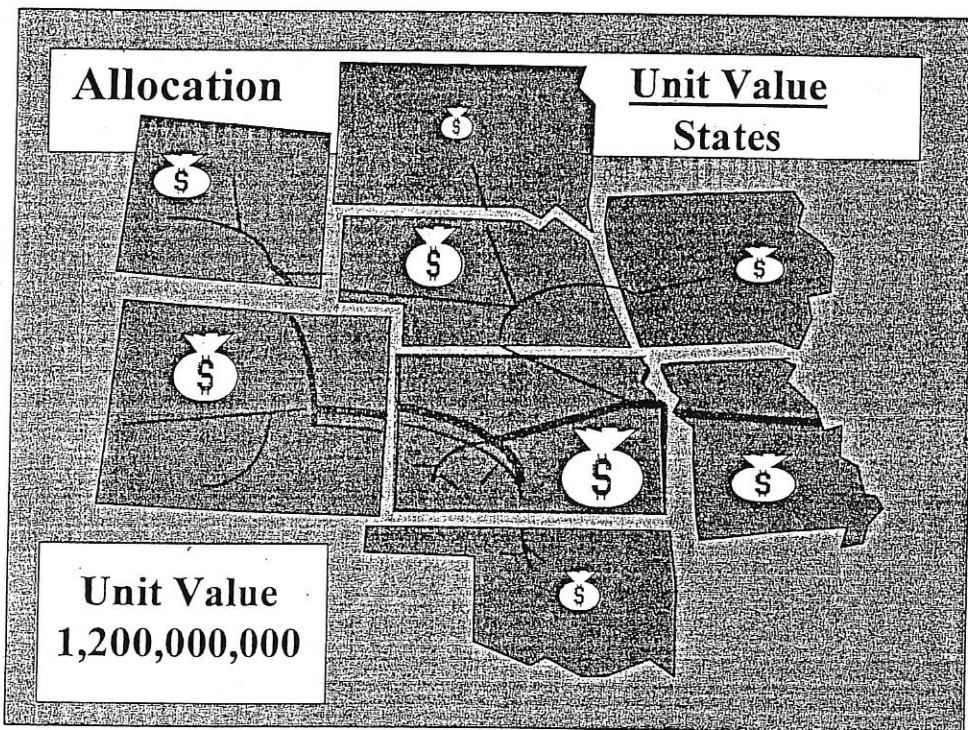 Allocation
Unit Value
States
$
$
$
$
$
$
$
$
Unit Value
1,200,000,000